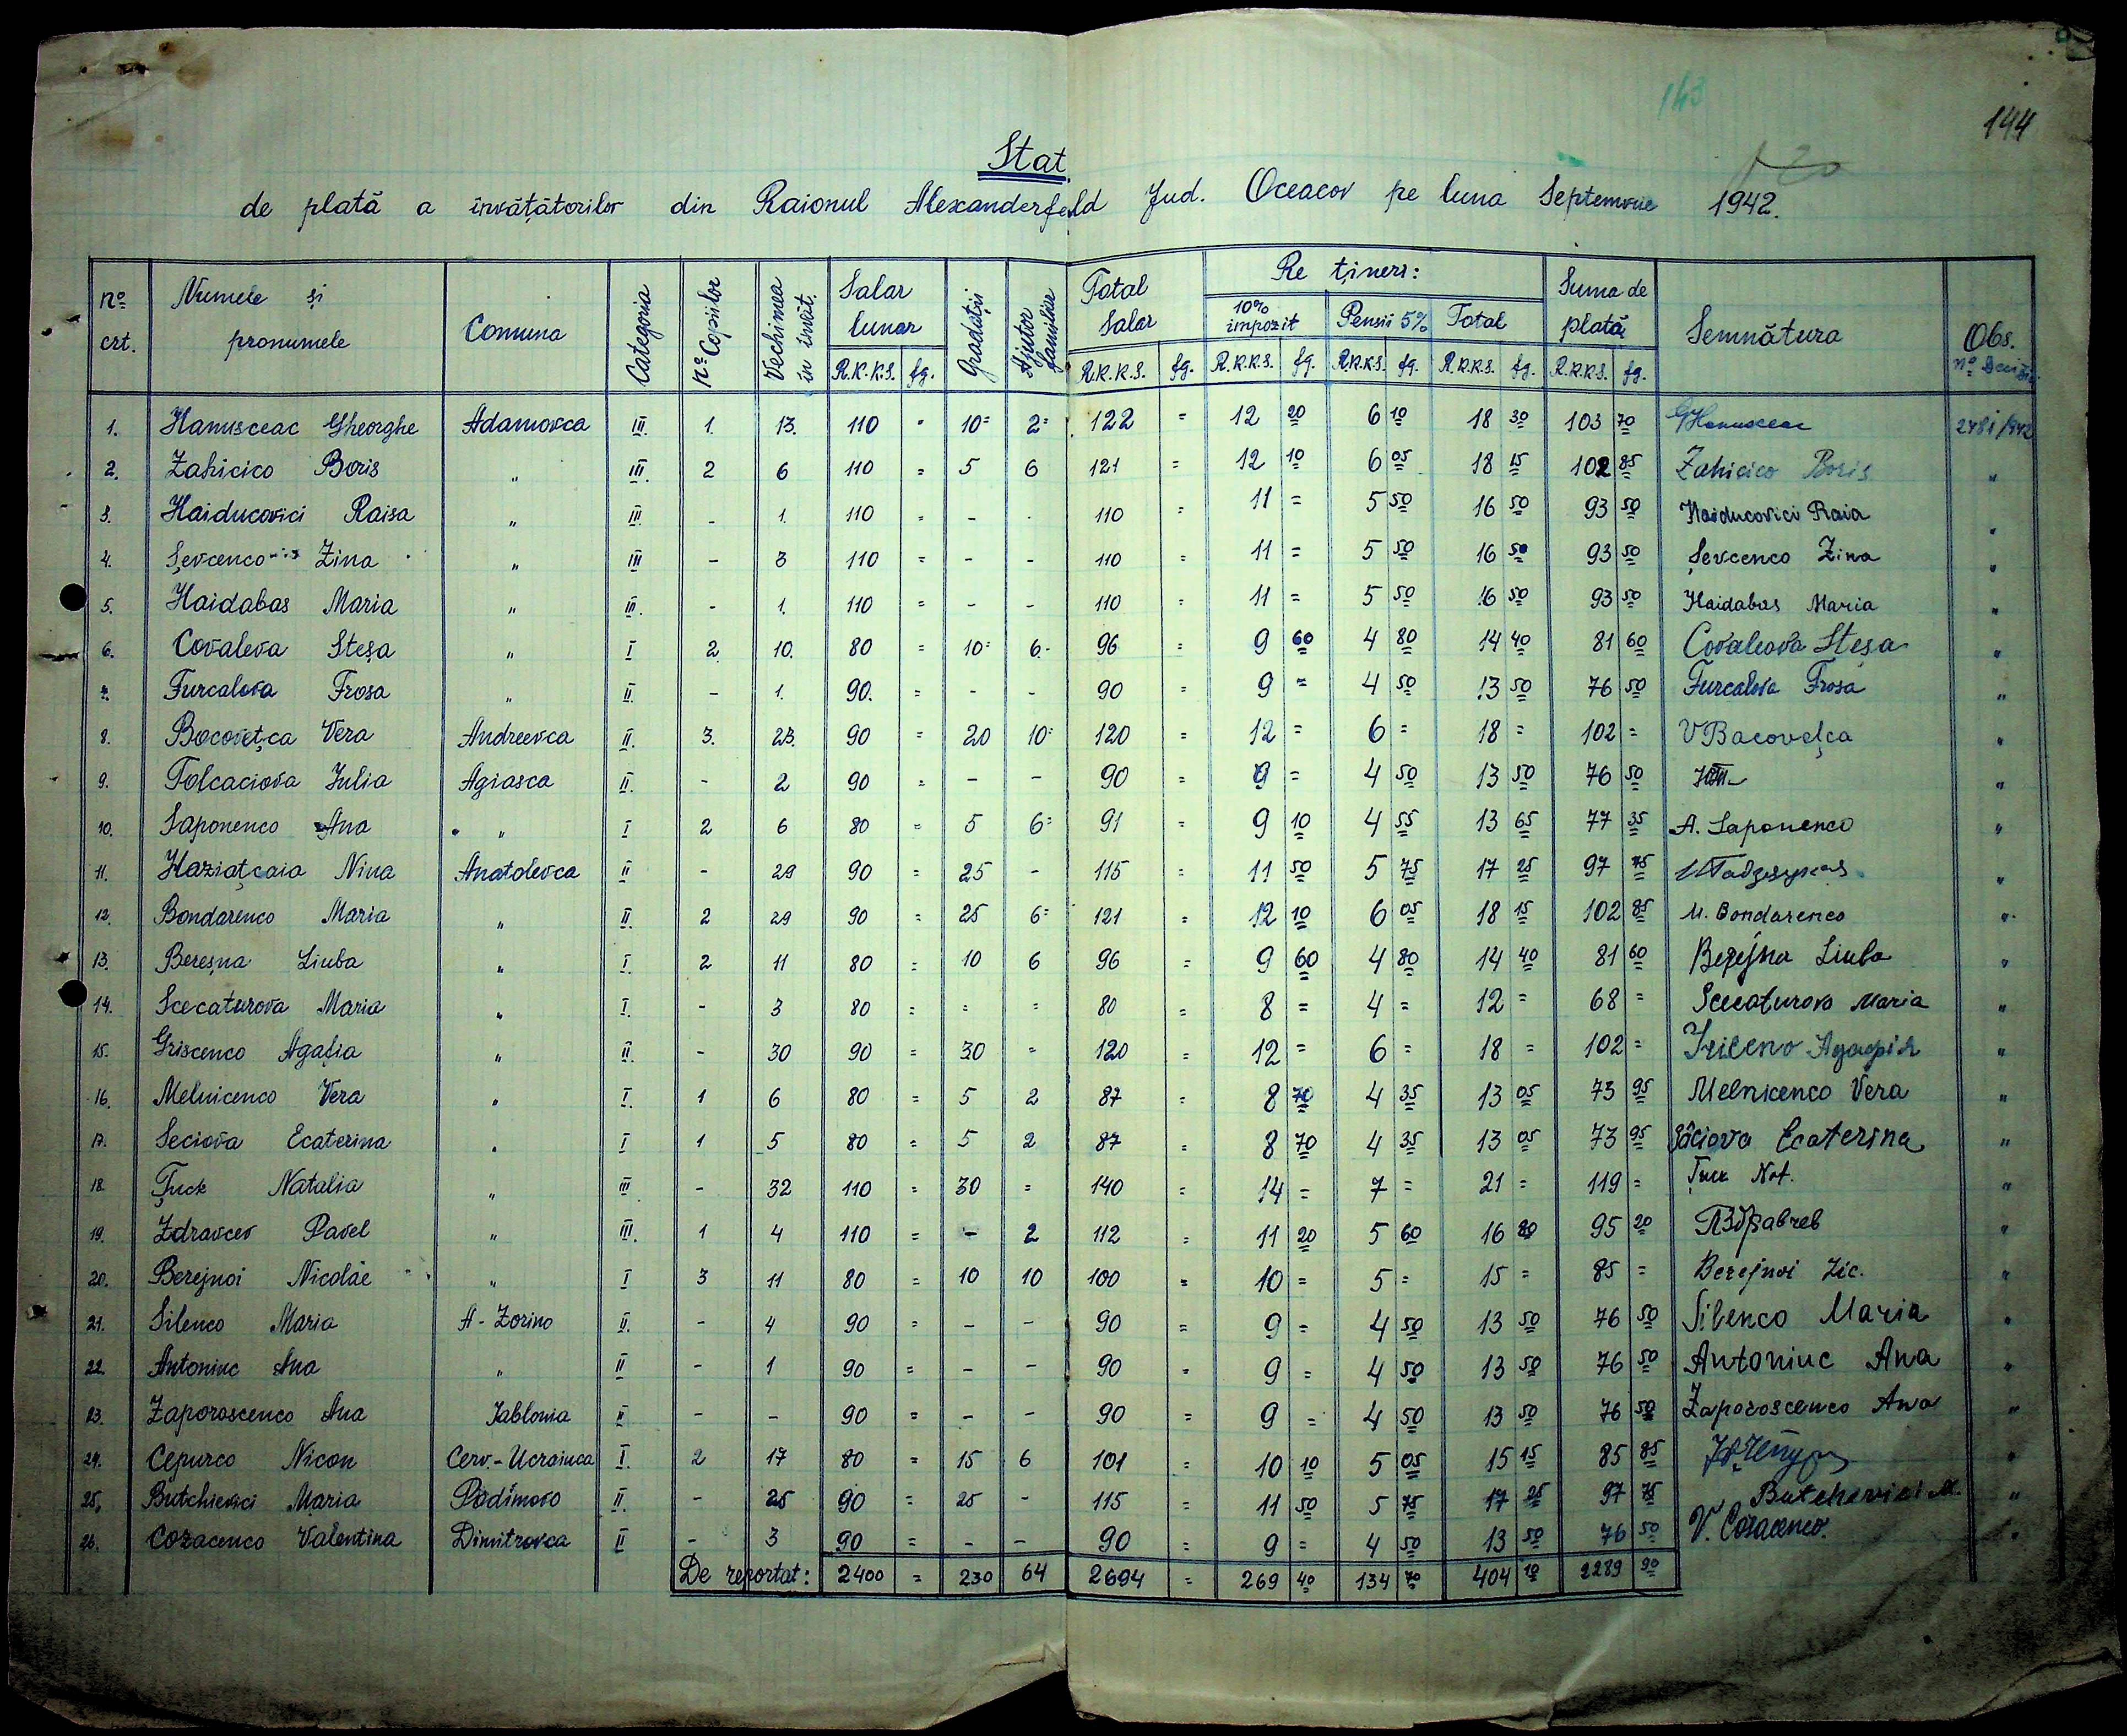 143
144
Stat
de plată a învățătorilor din Raionul Alexanderfeld Jud. Oceacov pe luna Septemvrie 1942.
nº crt. Numele și pronumele Comuna Categoria nº Copiilor Vechimea în învăț. Salar lunar Gradații Ajutor familiar Total Salar Re țineri: Suma de plată Semnătura Obs. nº Deciziei
10% impozit Pensii 5% Total
R.K.K.S. fg. R.K.K.S. fg. R.K.K.S. fg. R.K.K.S. fg. R.K.K.S. fg. R.K.K.S. fg.
1. Hanusceac Gheorghe Adamovca III. 1. 13. 110 = 10= 2= 122 = 12 20 6 10 18 30 103 70 GHanusceac 2481/942
2. Zahicico Boris " III. 2 6 110 = 5 6 121 = 12 10 6 05 18 15 102 85 Zahicico Boris "
3. Haiducovici Raisa " III - 1. 110 = - - 110 = 11 = 5 50 16 50 93 50 Haiducovici Raia "
4. Șevcenco Zina " III - 3 110 = - - 110 = 11 = 5 50 16 50 93 50 Șevcenco Zina "
5. Haidabas Maria " III. - 1. 110 = - - 110 = 11 = 5 50 16 50 93 50 Haidabas Maria "
6. Covaleva Steșa " I 2 10. 80 = 10= 6.- 96 = 9 60 4 80 14 40 81 60 Covaleova Steșa "
7. Furcalova Frosa " II. - 1. 90. = - - 90 = 9 = 4 50 13 50 76 50 Furcalova Frosa "
8. Bocovețca Vera Andreevca II. 3. 23. 90 = 20 10= 120 = 12 = 6 = 18 = 102 = VBacovețca "
9. Tolcaciova Julia Agiasca II. - 2 90 = - - 90 = 9 = 4 50 13 50 76 50 "
10. Saponenco Ana " I 2 6 80 = 5 6= 91 = 9 10 4 55 13 65 77 35 A. Saponenco "
11. Haziațcaia Nina Anatolevca II - 29 90 = 25 - 115 = 11 50 5 75 17 25 97 75 "
12. Bondarenco Maria " II 2 29 90 = 25 6= 121 = 12 10 6 05 18 15 102 85 M. Bondarenco "
13. Bereșna Liuba " I. 2 11 80 = 10 6 96 = 9 60 4 80 14 40 81 60 Berejna Liuba "
14. Scecaturova Maria " I. - 3 80 = = = 80 = 8 = 4 = 12 = 68 = Scecaturova Maria "
15. Griscenco Agafia " II. - 30 90 = 30 = 120 = 12 = 6 = 18 = 102 = "
16. Melnicenco Vera " I. 1 6 80 = 5 2 87 = 8 70 4 35 13 05 73 95 Melnicenco Vera "
17. Seciova Ecaterina " I 1 5 80 = 5 2 87 = 8 70 4 35 13 05 73 95 Sâciova Ecaterina "
18. Țuck Natalia " III - 32 110 = 30 = 140 = 14 = 7 = 21 = 119 = Țuck Nat. "
19. Zdravcev Pavel " III. 1 4 110 = - 2 112 = 11 20 5 60 16 80 95 20 ПЗдравчев "
20. Berejnoi Nicolae " I 3 11 80 = 10 10 100 = 10 = 5 = 15 = 85 = Berejnoi Nic. "
21. Silenco Maria A-Zorino II. - 4 90 = - - 90 = 9 = 4 50 13 50 76 50 Silenco Maria "
22. Antoniuc Ana " II - 1 90 = - - 90 = 9 = 4 50 13 50 76 50 Antoniuc Ana "
23. Zaporoscenco Ana Iablonia II - - 90 = - - 90 = 9 = 4 50 13 50 76 50 Zaporoscenco Ana "
24. Cepurco Nicon Cerv.-Ucrainca I. 2 17 80 = 15 6 101 = 10 10 5 05 15 15 85 85 "
25. Butchievici Maria Padimovo II. - 25 90 = 25 - 115 = 11 50 5 75 17 25 97 75 Butchevici M. "
26. Cozacenco Valentina Dimitrovca II - 3 90 = - - 90 = 9 = 4 50 13 50 76 50 V. Cozacenco. "
De reportat: 2400 = 230 64 2694 = 269 40 134 70 404 10 2289 90